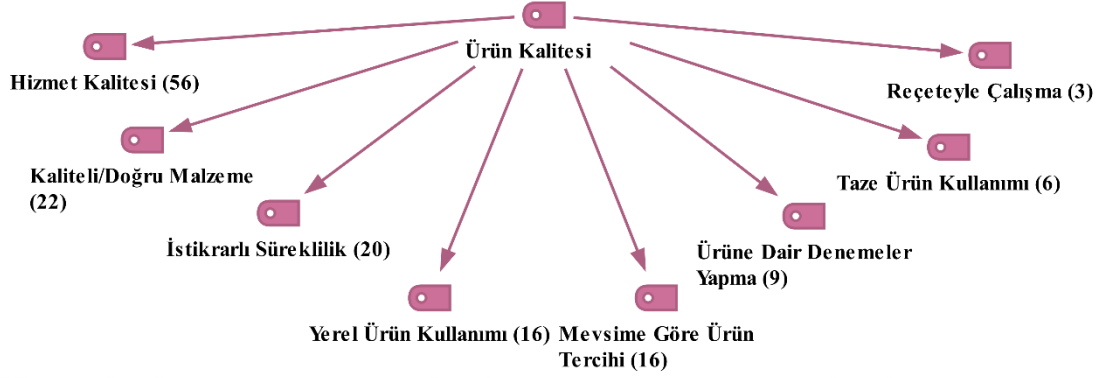 Ürün Kalitesi
Hizmet Kalitesi (56)
Kaliteli/Doğru Malzeme
(22)
İstikrarlı Süreklilik (20)
Yerel Ürün Kullanımı (16)
Mevsime Göre Ürün
Tercihi (16)
Ürüne Dair Denemeler
Yapma (9)
Taze Ürün Kullanımı (6)
Reçeteyle Çalışma (3)